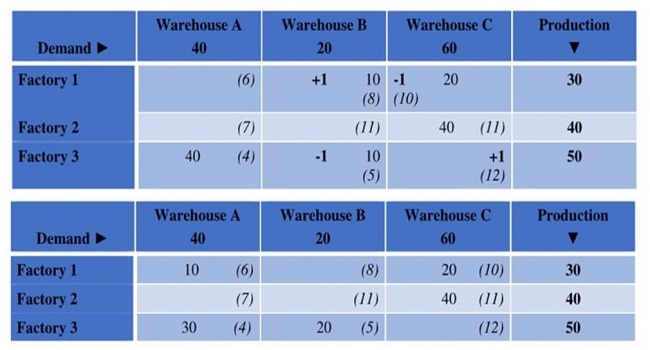 Warehouse A Warehouse B Warehouse C Production
Demand ▶ 40 20 60 ▼
Factory 1 (6) +1 10 -1 20 30
(8) (10)
Factory 2 (7) (11) 40 (11) 40
Factory 3 40 (4) -1 10 +1 50
(5) (12)
Warehouse A Warehouse B Warehouse C Production
Demand ▶ 40 20 60 ▼
Factory 1 10 (6) (8) 20 (10) 30
Factory 2 (7) (11) 40 (11) 40
Factory 3 30 (4) 20 (5) (12) 50